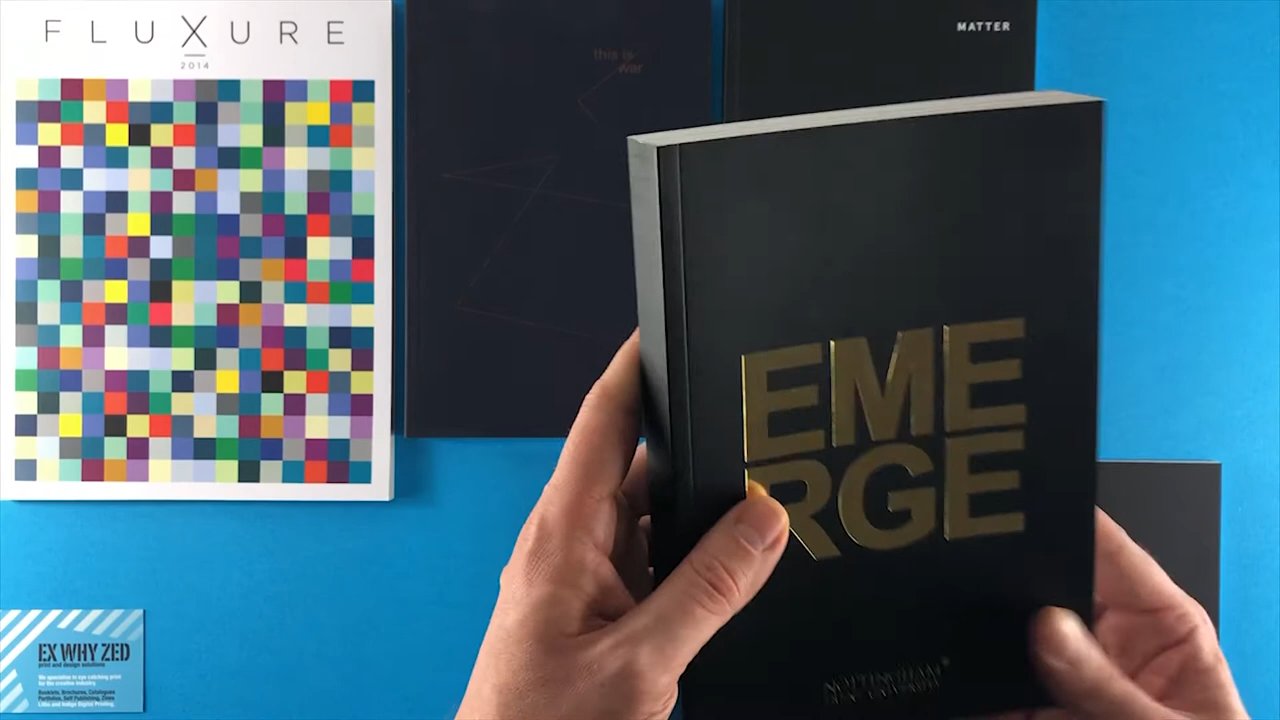 FLUXURE
2014
this is
war
MATTER
EME
RGE
EX WHY ZED
print and design solutions
We specialise in eye catching print
for the creative industry.
Booklets, Brochures, Catalogues
Portfolios, Self Publishing, Zines
Litho and Indigo Digital Printing.